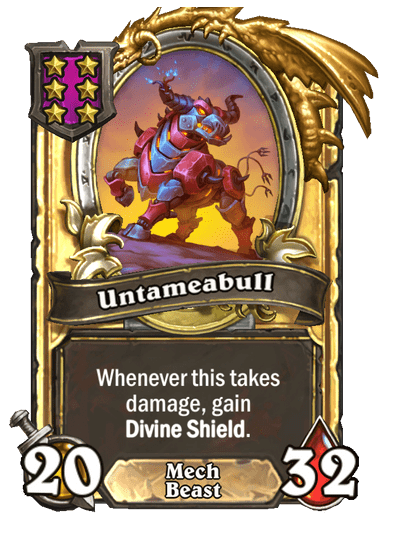 Untameabull
Whenever this takes
damage, gain
Divine Shield.
20
Mech
Beast
32